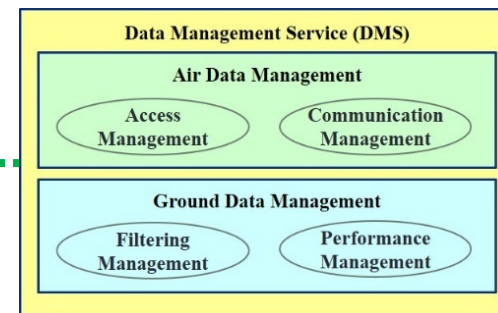 Data Management Service (DMS)
Air Data Management
Access
Management
Communication
Management
Ground Data Management
Filtering
Management
Performance
Management